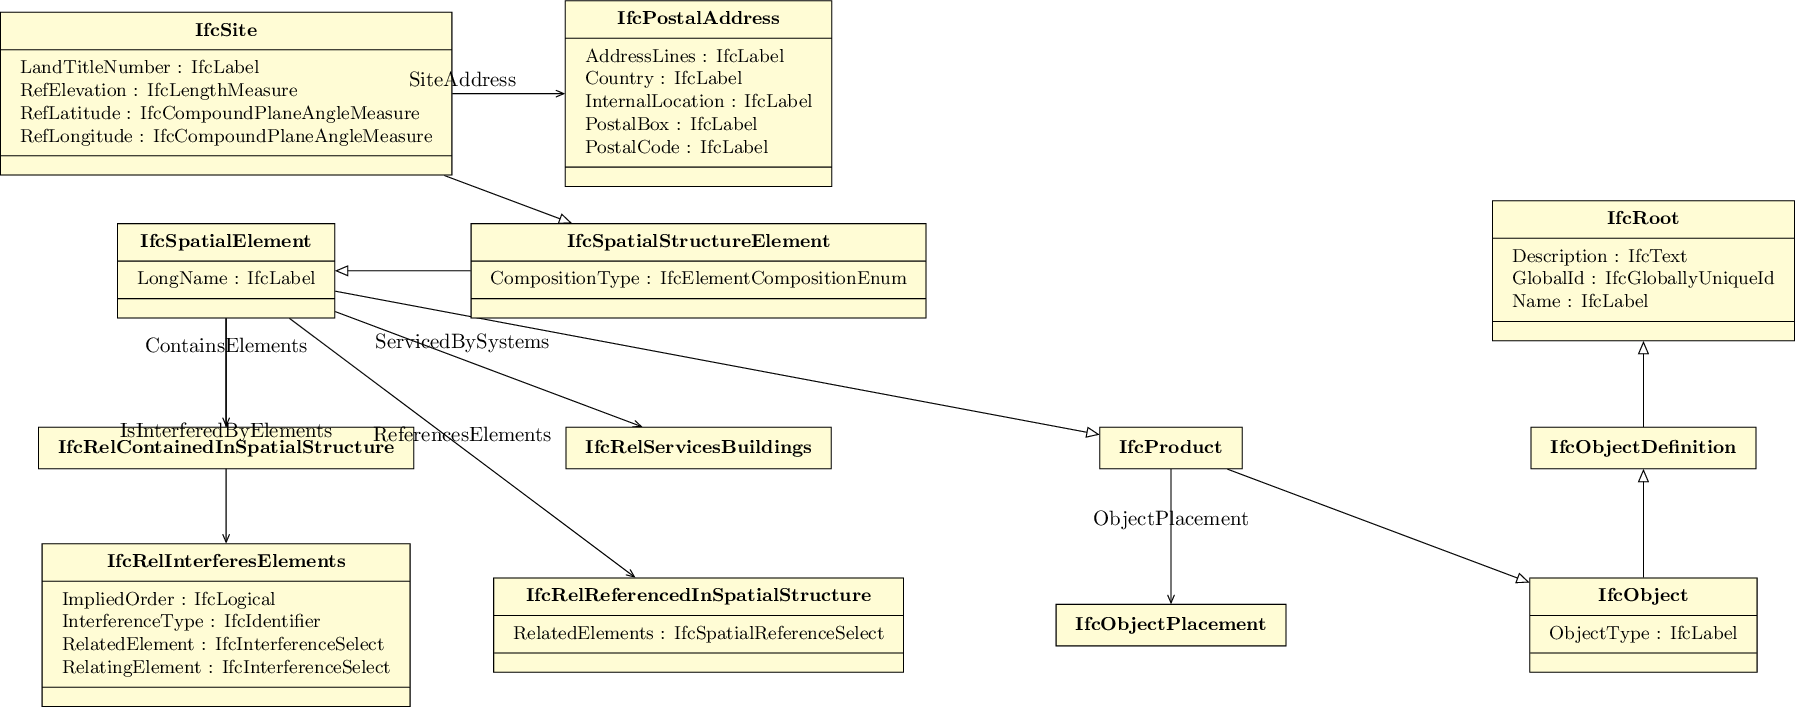 IfcSite
LandTitleNumber : IfcLabel
RefElevation : IfcLengthMeasure
RefLatitude : IfcCompoundPlaneAngleMeasure
RefLongitude : IfcCompoundPlaneAngleMeasure
SiteAddress
IfcPostalAddress
AddressLines : IfcLabel
Country : IfcLabel
InternalLocation : IfcLabel
PostalBox : IfcLabel
PostalCode : IfcLabel
IfcSpatialElement
LongName : IfcLabel
IfcSpatialStructureElement
CompositionType : IfcElementCompositionEnum
IfcRoot
Description : IfcText
GlobalId : IfcGloballyUniqueId
Name : IfcLabel
ContainsElements
ServicedBySystems
IsInterferedByElements
ReferencesElements
IfcRelContainedInSpatialStructure
IfcRelServicesBuildings
IfcProduct
IfcObjectDefinition
ObjectPlacement
IfcRelInterferesElements
ImpliedOrder : IfcLogical
InterferenceType : IfcIdentifier
RelatedElement : IfcInterferenceSelect
RelatingElement : IfcInterferenceSelect
IfcRelReferencedInSpatialStructure
RelatedElements : IfcSpatialReferenceSelect
IfcObjectPlacement
IfcObject
ObjectType : IfcLabel